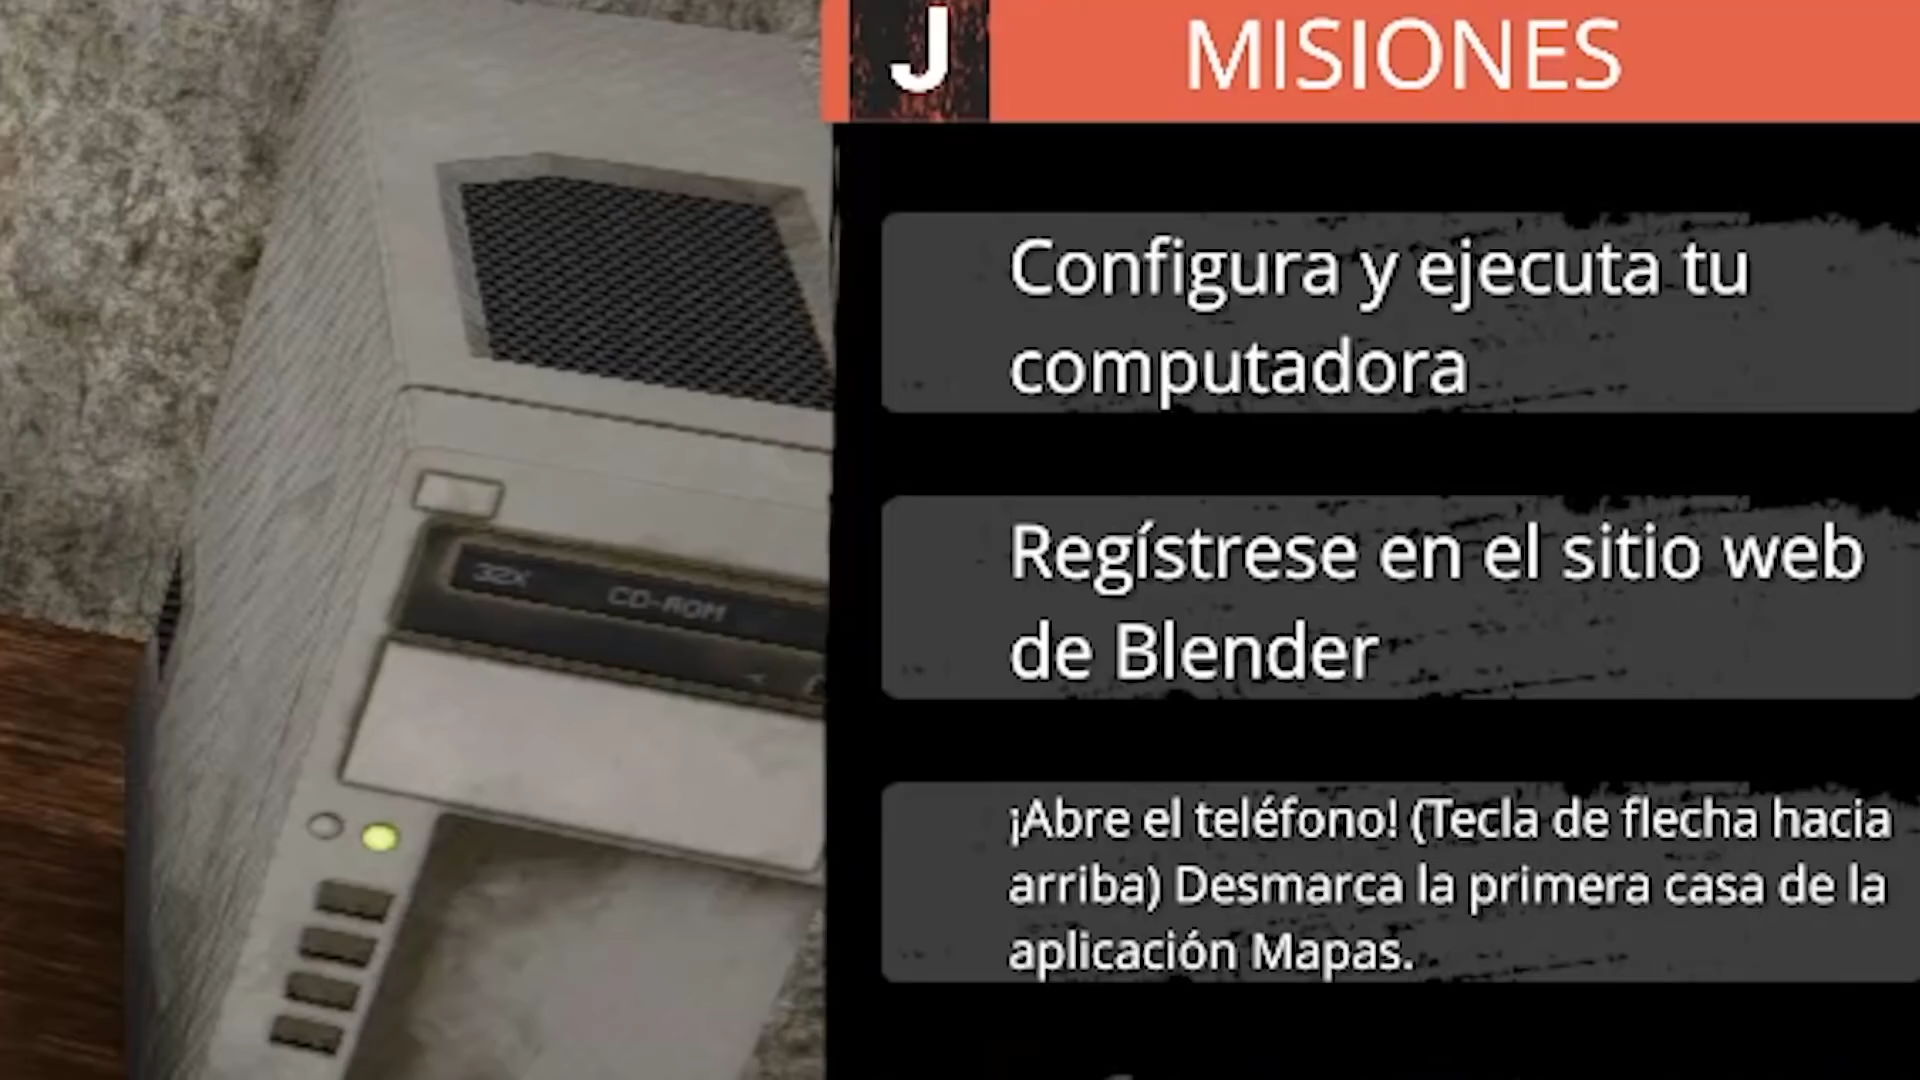 J MISIONES
Configura y ejecuta tu
computadora
Regístrese en el sitio web
de Blender
¡Abre el teléfono! (Tecla de flecha hacia
arriba) Desmarca la primera casa de la
aplicación Mapas.
32X CD-ROM